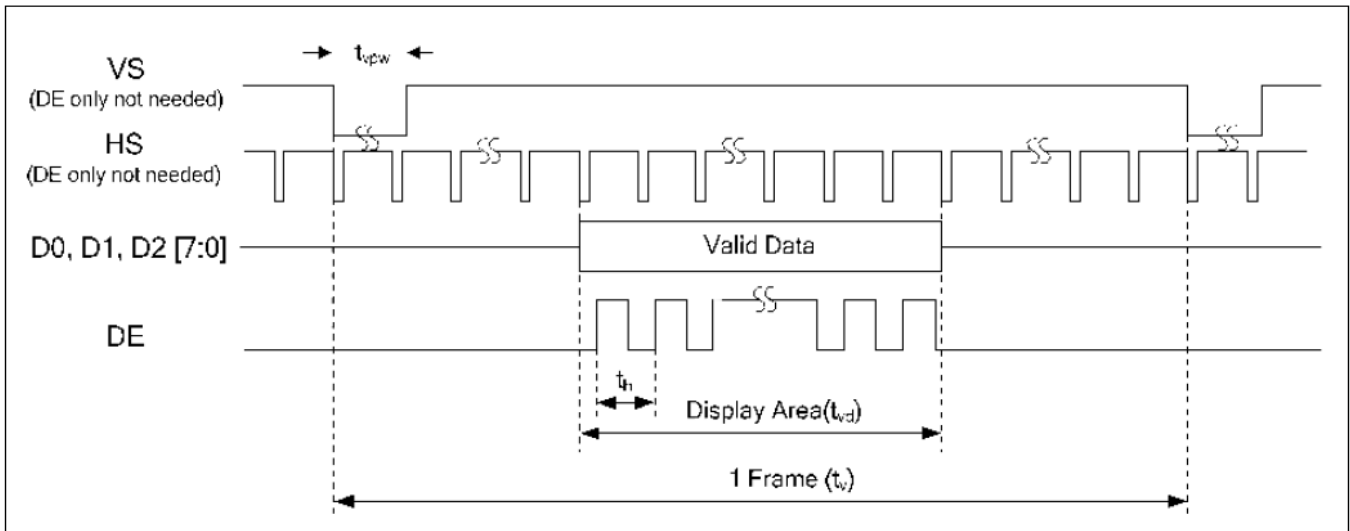 tvpw
VS
(DE only not needed)
HS
(DE only not needed)
D0, D1, D2 [7:0]
Valid Data
DE
th
Display Area(tvd)
1 Frame (tv)